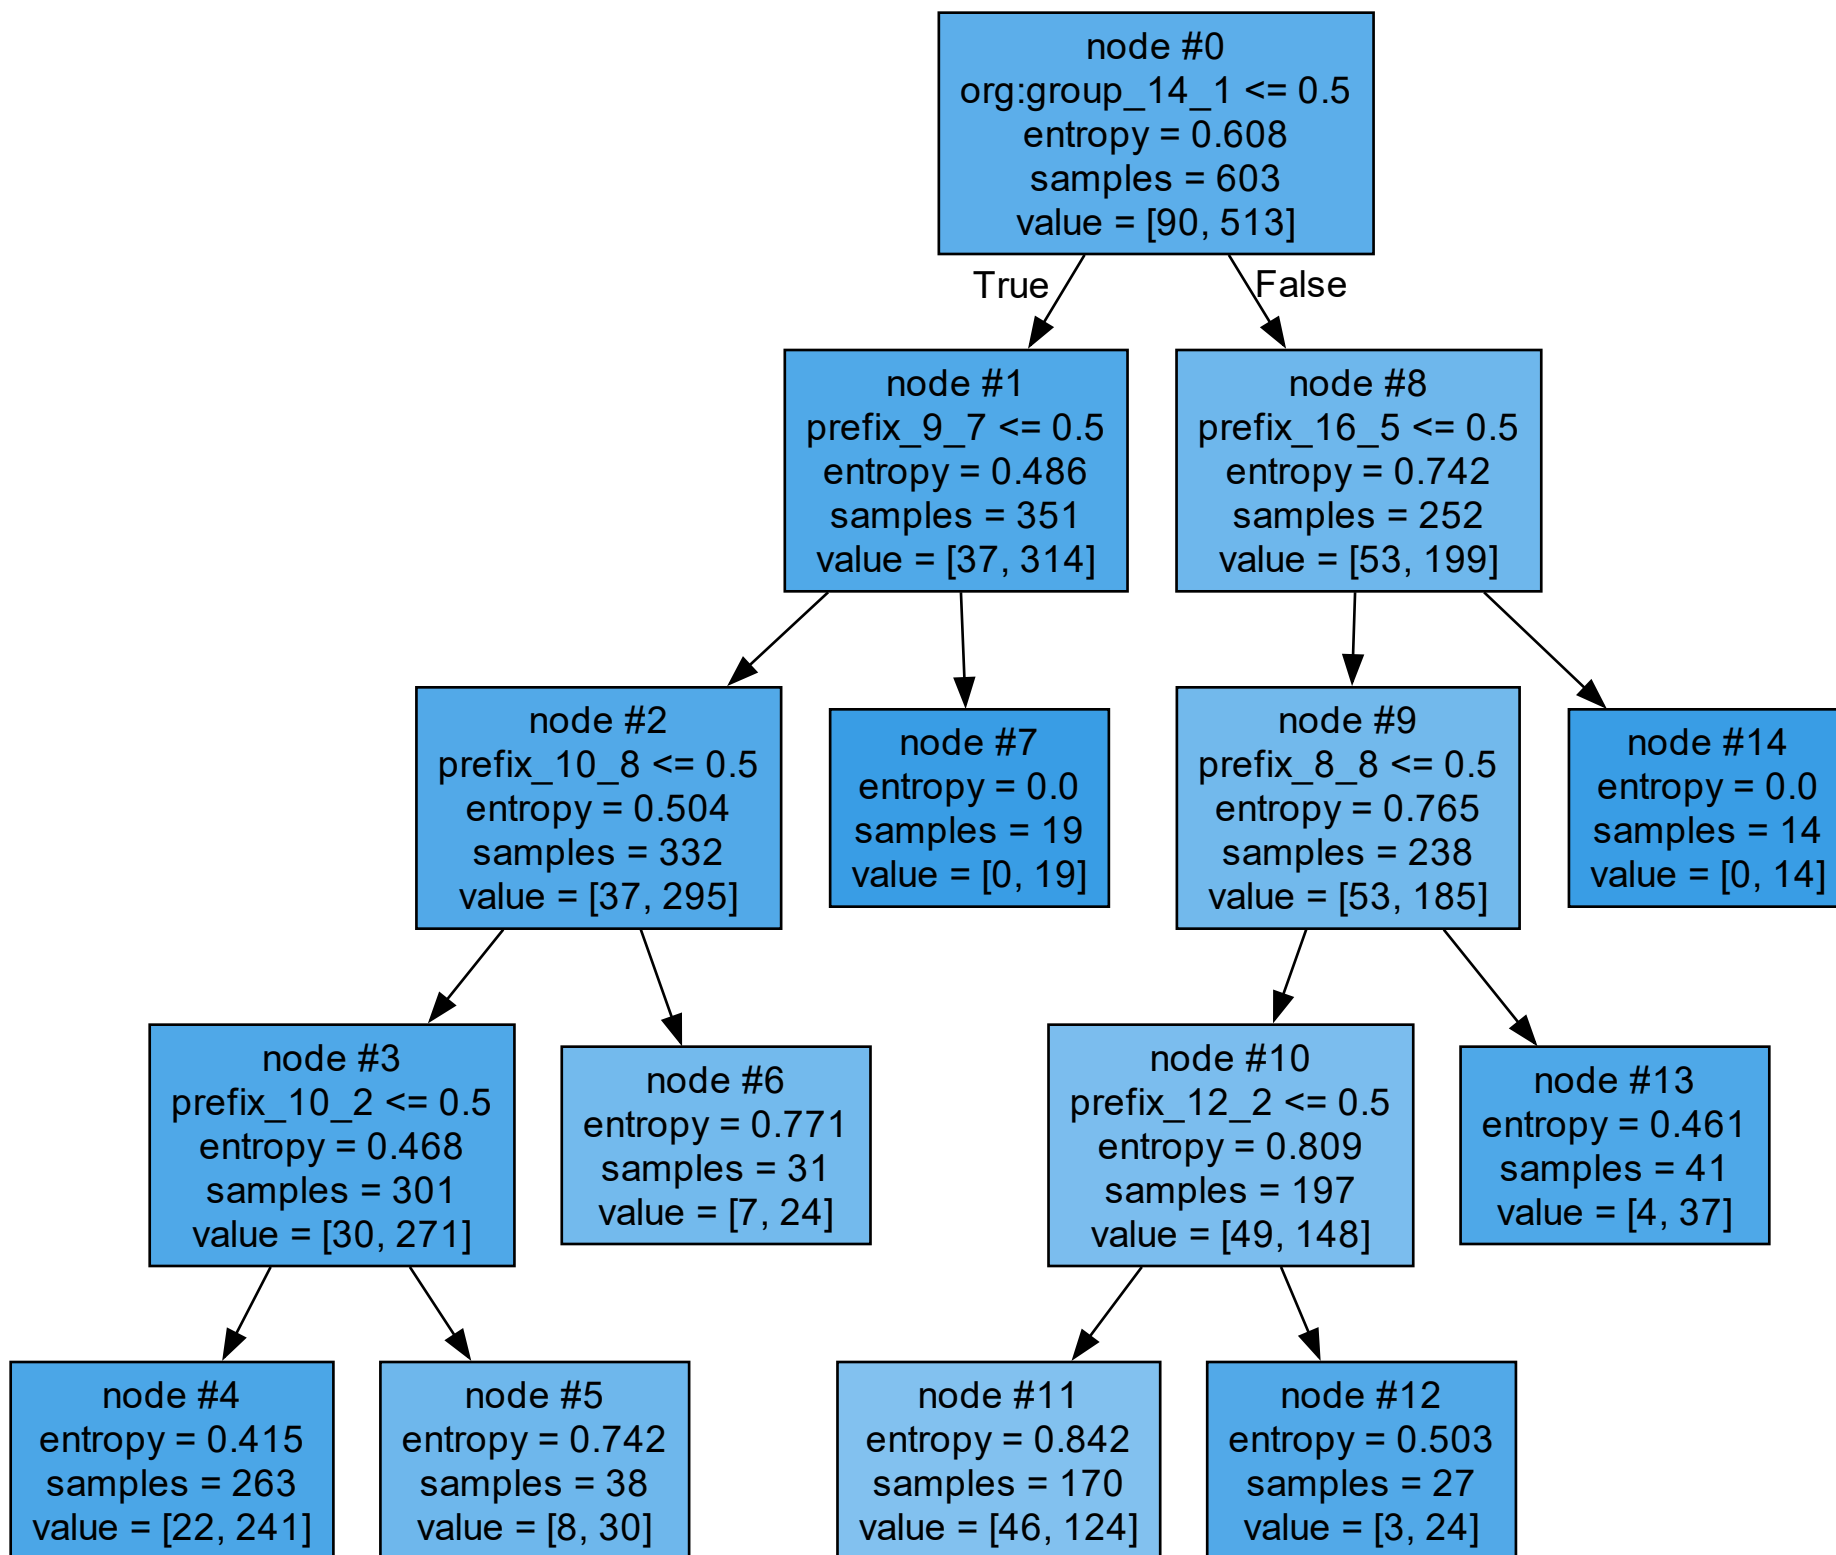 node #0
org:group_14_1 <= 0.5
entropy = 0.608
samples = 603
value = [90, 513]
True
False
node #1
prefix_9_7 <= 0.5
entropy = 0.486
samples = 351
value = [37, 314]
node #8
prefix_16_5 <= 0.5
entropy = 0.742
samples = 252
value = [53, 199]
node #2
prefix_10_8 <= 0.5
entropy = 0.504
samples = 332
value = [37, 295]
node #7
entropy = 0.0
samples = 19
value = [0, 19]
node #9
prefix_8_8 <= 0.5
entropy = 0.765
samples = 238
value = [53, 185]
node #14
entropy = 0.0
samples = 14
value = [0, 14]
node #3
prefix_10_2 <= 0.5
entropy = 0.468
samples = 301
value = [30, 271]
node #6
entropy = 0.771
samples = 31
value = [7, 24]
node #10
prefix_12_2 <= 0.5
entropy = 0.809
samples = 197
value = [49, 148]
node #13
entropy = 0.461
samples = 41
value = [4, 37]
node #4
entropy = 0.415
samples = 263
value = [22, 241]
node #5
entropy = 0.742
samples = 38
value = [8, 30]
node #11
entropy = 0.842
samples = 170
value = [46, 124]
node #12
entropy = 0.503
samples = 27
value = [3, 24]